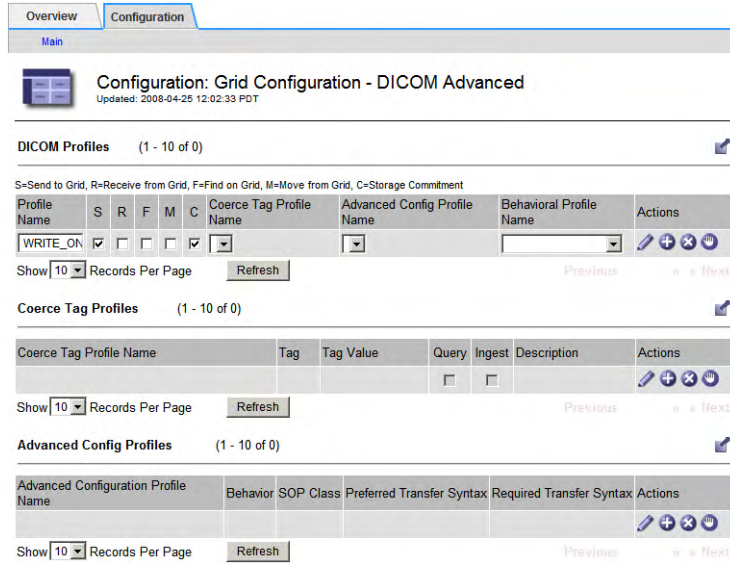 Overview Configuration
Main
Configuration: Grid Configuration - DICOM Advanced
Updated: 2008-04-25 12:02:33 PDT
DICOM Profiles (1 - 10 of 0)
S=Send to Grid, R=Receive from Grid, F=Find on Grid, M=Move from Grid, C=Storage Commitment
Profile Name S R F M C Coerce Tag Profile Name Advanced Config Profile Name Behavioral Profile Name Actions
WRITE_ON
Show 10 Records Per Page Refresh Previous « » Next
Coerce Tag Profiles (1 - 10 of 0)
Coerce Tag Profile Name Tag Tag Value Query Ingest Description Actions
Show 10 Records Per Page Refresh Previous « » Next
Advanced Config Profiles (1 - 10 of 0)
Advanced Configuration Profile Name Behavior SOP Class Preferred Transfer Syntax Required Transfer Syntax Actions
Show 10 Records Per Page Refresh Previous « » Next